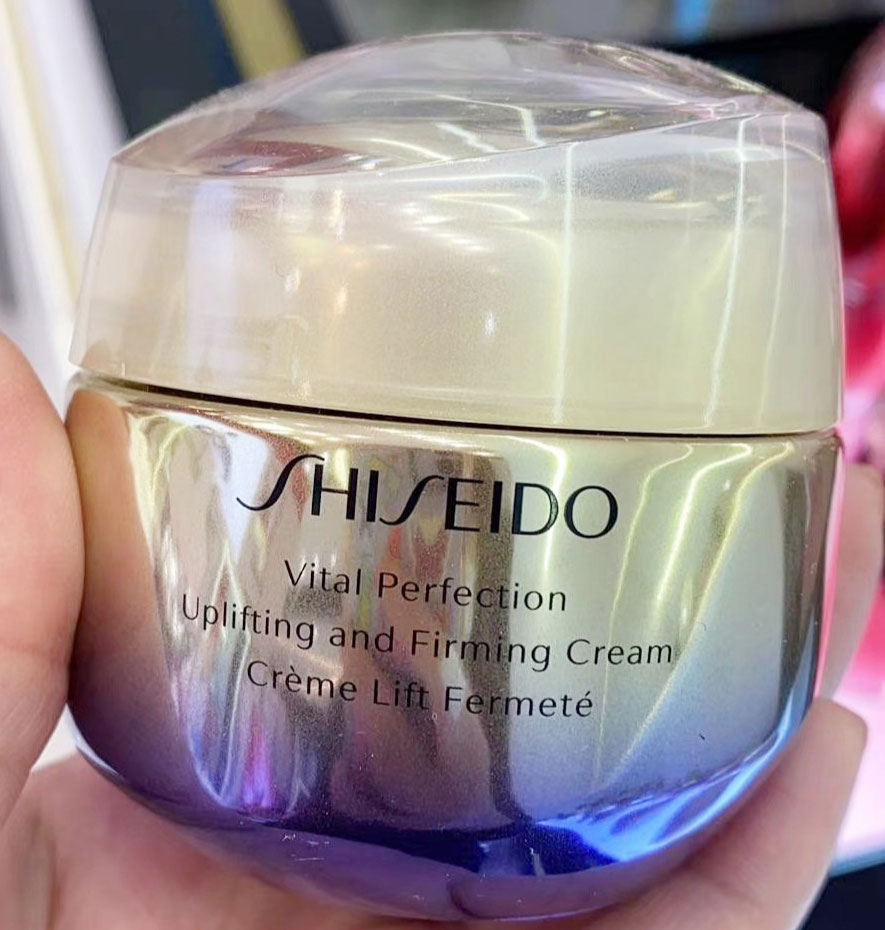 SHISEIDO
Vital Perfection
Uplifting and Firming Cream
Crème Lift Fermeté